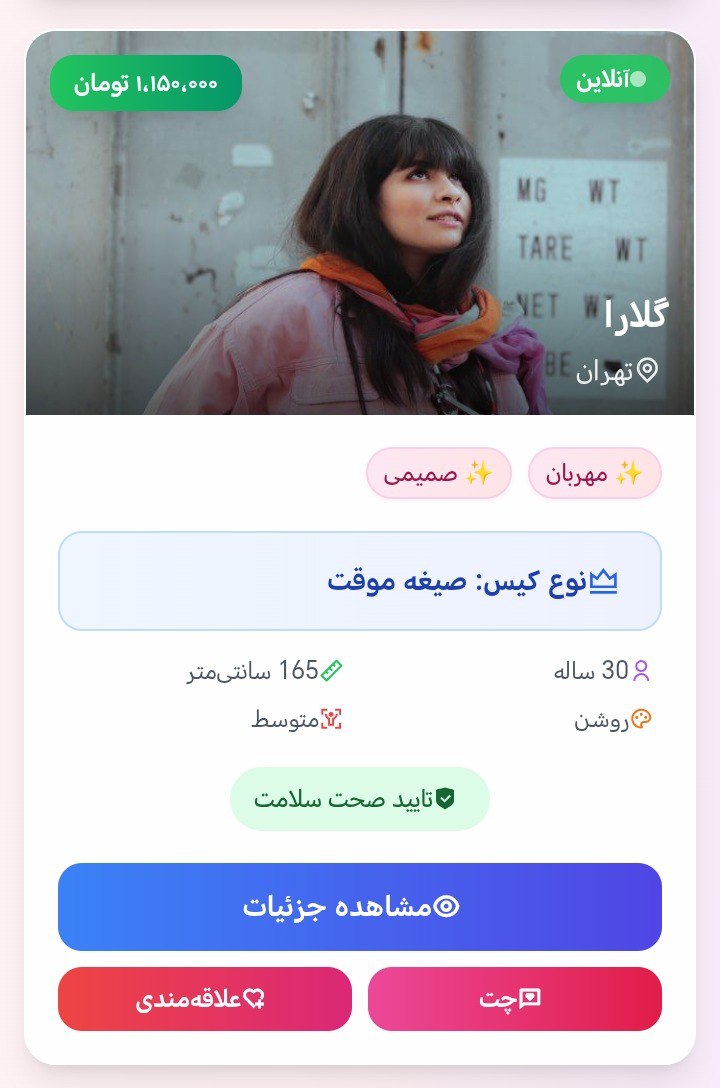 آنلاین
۱,۱۵۰,۰۰۰ تومان
MG WT
TARE WT
NET W
BE
گلارا
تهران
✨ مهربان ✨ صمیمی
نوع کیس: صیغه موقت
30 ساله 165 سانتی‌متر
روشن متوسط
تایید صحت سلامت
مشاهده جزئیات
چت علاقه‌مندی